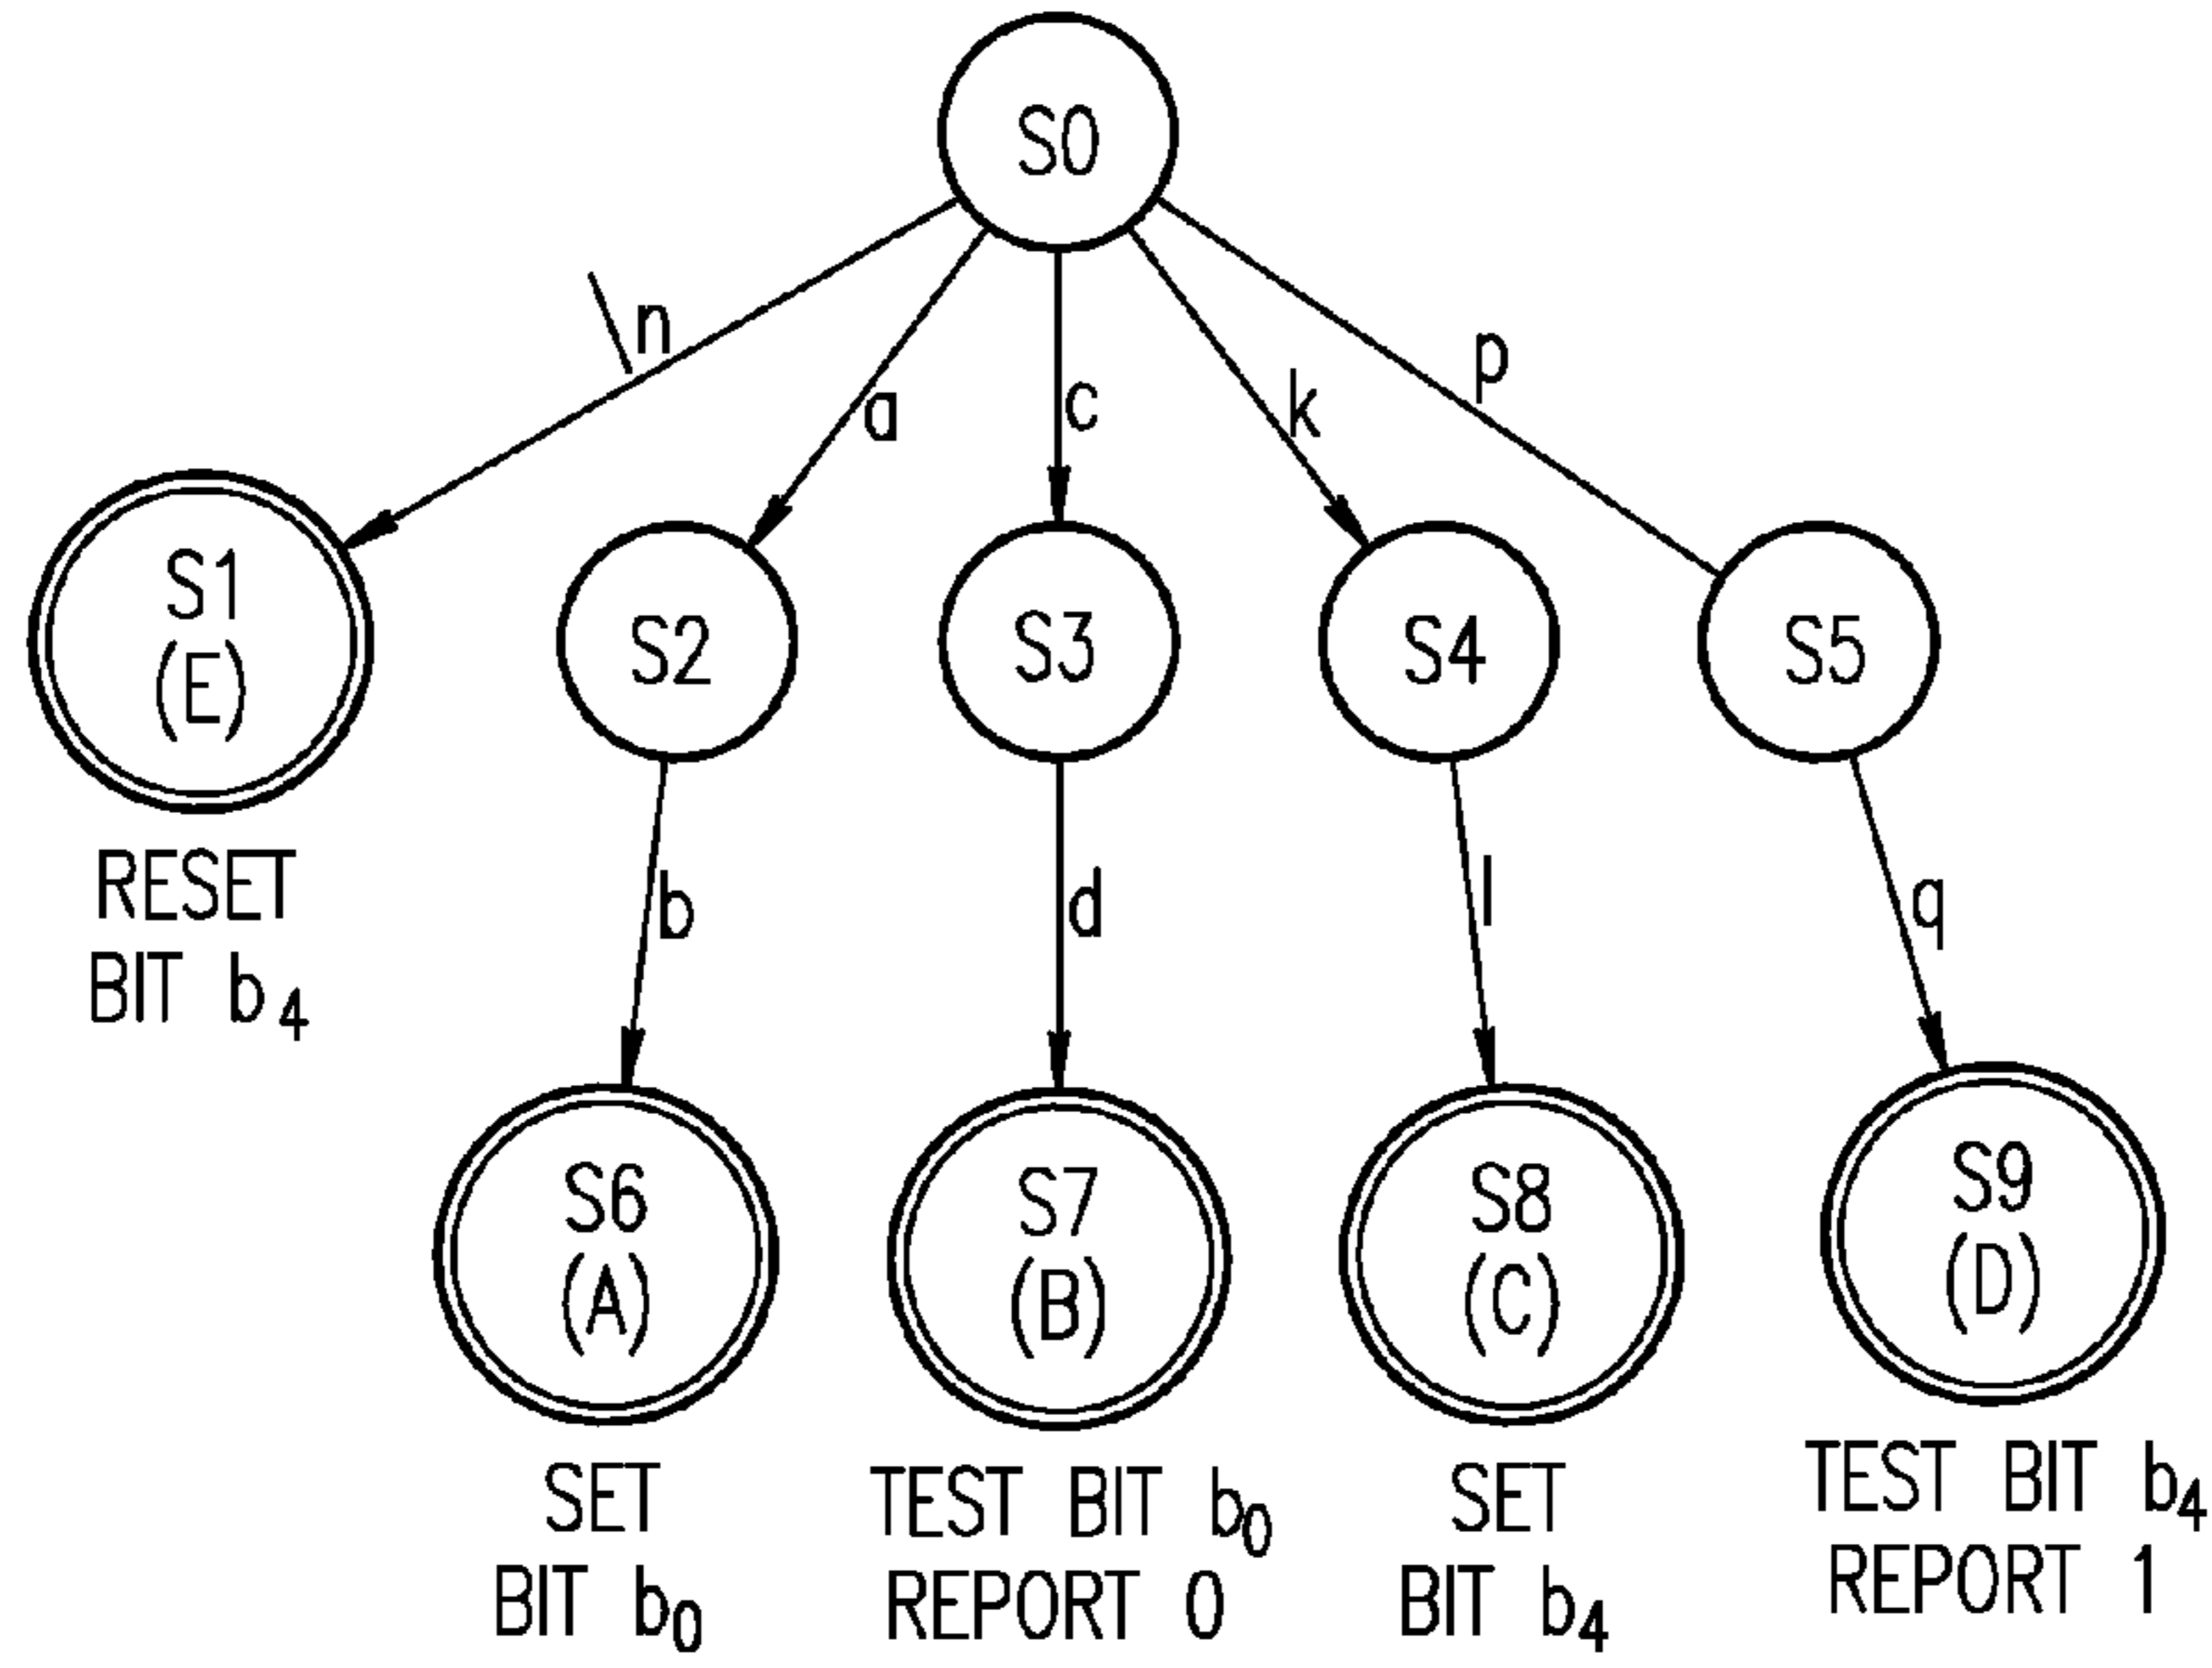 S0
\n
a
c
k
p
S1
(E)
S2
S3
S4
S5
RESET
BIT b4
b
d
l
q
S6
(A)
S7
(B)
S8
(C)
S9
(D)
SET
BIT b0
TEST BIT b0
REPORT 0
SET
BIT b4
TEST BIT b4
REPORT 1